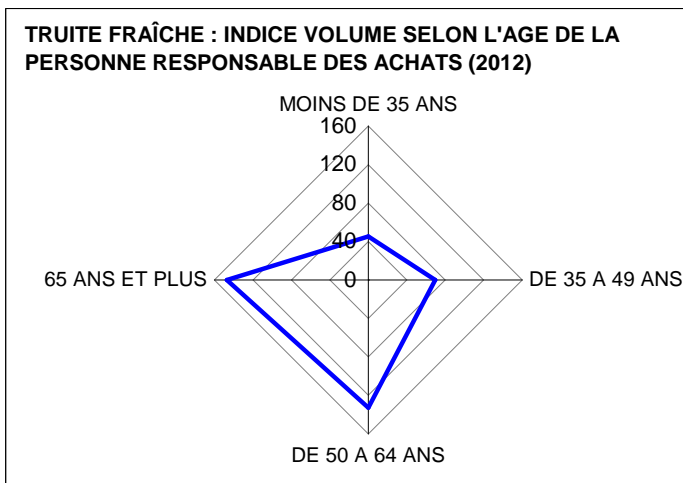 TRUITE FRAÎCHE : INDICE VOLUME SELON L'AGE DE LA
PERSONNE RESPONSABLE DES ACHATS (2012)
MOINS DE 35 ANS
160
120
80
40
0
65 ANS ET PLUS
DE 35 A 49 ANS
DE 50 A 64 ANS